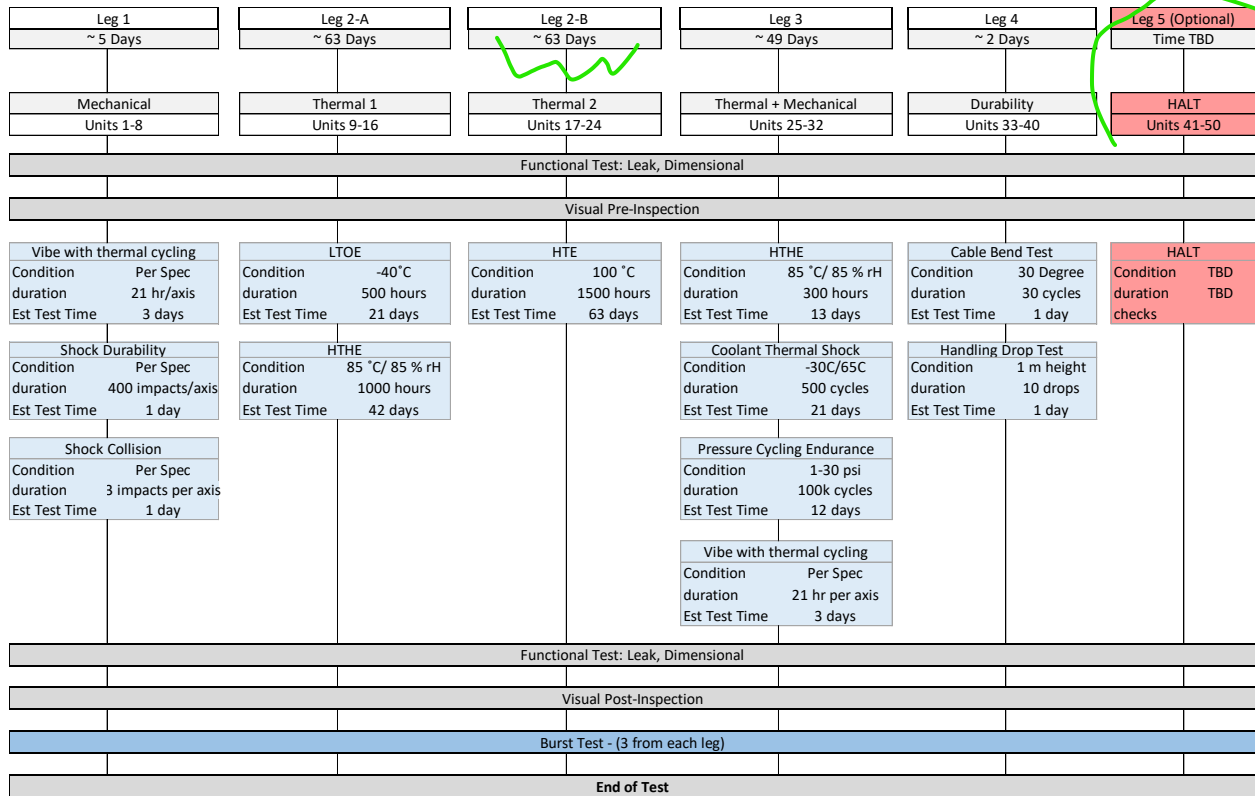 Leg 1
~ 5 Days
Leg 2-A
~ 63 Days
Leg 2-B
~ 63 Days
Leg 3
~ 49 Days
Leg 4
~ 2 Days
Leg 5 (Optional)
Time TBD
Mechanical
Units 1-8
Thermal 1
Units 9-16
Thermal 2
Units 17-24
Thermal + Mechanical
Units 25-32
Durability
Units 33-40
HALT
Units 41-50
Functional Test: Leak, Dimensional
Visual Pre-Inspection
Vibe with thermal cycling
Condition Per Spec
duration 21 hr/axis
Est Test Time 3 days
Shock Durability
Condition Per Spec
duration 400 impacts/axis
Est Test Time 1 day
Shock Collision
Condition Per Spec
duration 3 impacts per axis
Est Test Time 1 day
LTOE
Condition -40˚C
duration 500 hours
Est Test Time 21 days
HTHE
Condition 85 ˚C/ 85 % rH
duration 1000 hours
Est Test Time 42 days
HTE
Condition 100 ˚C
duration 1500 hours
Est Test Time 63 days
HTHE
Condition 85 ˚C/ 85 % rH
duration 300 hours
Est Test Time 13 days
Coolant Thermal Shock
Condition -30C/65C
duration 500 cycles
Est Test Time 21 days
Pressure Cycling Endurance
Condition 1-30 psi
duration 100k cycles
Est Test Time 12 days
Vibe with thermal cycling
Condition Per Spec
duration 21 hr per axis
Est Test Time 3 days
Cable Bend Test
Condition 30 Degree
duration 30 cycles
Est Test Time 1 day
Handling Drop Test
Condition 1 m height
duration 10 drops
Est Test Time 1 day
HALT
Condition TBD
duration TBD
checks
Functional Test: Leak, Dimensional
Visual Post-Inspection
Burst Test - (3 from each leg)
End of Test